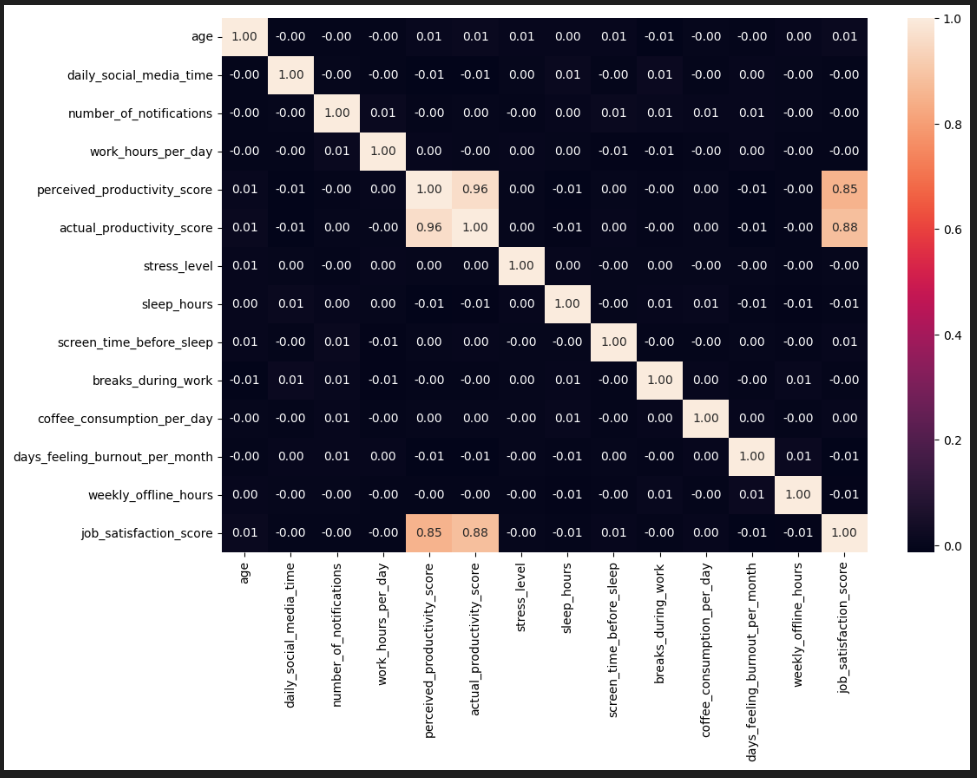 age 1.00 -0.00 -0.00 -0.00 0.01 0.01 0.01 0.00 0.01 -0.01 -0.00 -0.00 0.00 0.01
daily_social_media_time -0.00 1.00 -0.00 -0.00 -0.01 -0.01 0.00 0.01 -0.00 0.01 -0.00 0.00 -0.00 -0.00
number_of_notifications -0.00 -0.00 1.00 0.01 -0.00 0.00 -0.00 0.00 0.01 0.01 0.01 0.01 -0.00 -0.00
work_hours_per_day -0.00 -0.00 0.01 1.00 0.00 -0.00 0.00 0.00 -0.01 -0.01 -0.00 0.00 -0.00 -0.00
perceived_productivity_score 0.01 -0.01 -0.00 0.00 1.00 0.96 0.00 -0.01 0.00 -0.00 0.00 -0.01 -0.00 0.85
actual_productivity_score 0.01 -0.01 0.00 -0.00 0.96 1.00 0.00 -0.01 0.00 -0.00 0.00 -0.01 -0.00 0.88
stress_level 0.01 0.00 -0.00 0.00 0.00 0.00 1.00 0.00 -0.00 0.00 -0.00 -0.00 -0.00 -0.00
sleep_hours 0.00 0.01 0.00 0.00 -0.01 -0.01 0.00 1.00 -0.00 0.01 0.01 -0.01 -0.01 -0.01
screen_time_before_sleep 0.01 -0.00 0.01 -0.01 0.00 0.00 -0.00 -0.00 1.00 -0.00 -0.00 0.00 -0.00 0.01
breaks_during_work -0.01 0.01 0.01 -0.01 -0.00 -0.00 0.00 0.01 -0.00 1.00 0.00 -0.00 0.01 -0.00
coffee_consumption_per_day -0.00 -0.00 0.01 -0.00 0.00 0.00 -0.00 0.01 -0.00 0.00 1.00 -0.00 -0.00 0.00
days_feeling_burnout_per_month -0.00 0.00 0.01 0.00 -0.01 -0.01 -0.00 -0.01 0.00 -0.00 -0.00 1.00 0.01 -0.01
weekly_offline_hours 0.00 -0.00 -0.00 -0.00 -0.00 -0.00 -0.00 -0.01 -0.00 0.01 -0.00 0.01 1.00 -0.01
job_satisfaction_score 0.01 -0.00 -0.00 -0.00 0.85 0.88 -0.00 -0.01 0.01 -0.00 0.00 -0.01 -0.01 1.00
age
daily_social_media_time
number_of_notifications
work_hours_per_day
perceived_productivity_score
actual_productivity_score
stress_level
sleep_hours
screen_time_before_sleep
breaks_during_work
coffee_consumption_per_day
days_feeling_burnout_per_month
weekly_offline_hours
job_satisfaction_score
1.0
0.8
0.6
0.4
0.2
0.0